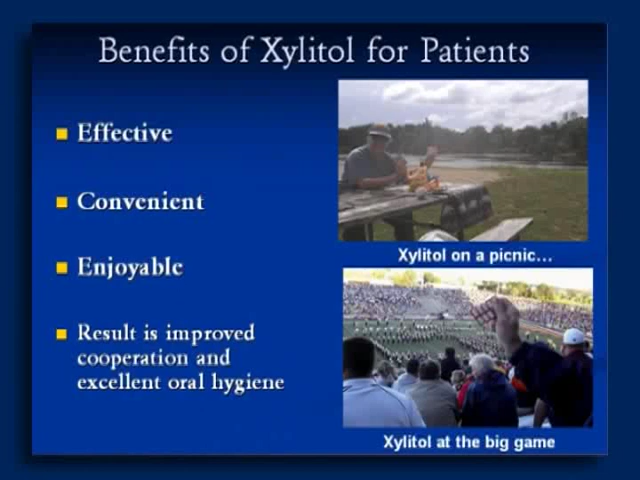 Benefits of Xylitol for Patients
Effective
Convenient
Enjoyable
Result is improved
cooperation and
excellent oral hygiene
Xylitol on a picnic...
Xylitol at the big game